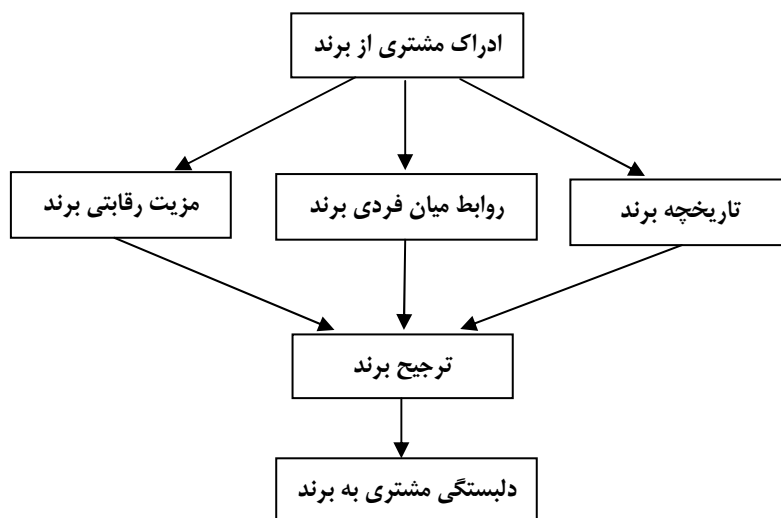 ادراک مشتری از برند
تاریخچه برند
روابط میان فردی برند
مزیت رقابتی برند
ترجیح برند
دلبستگی مشتری به برند